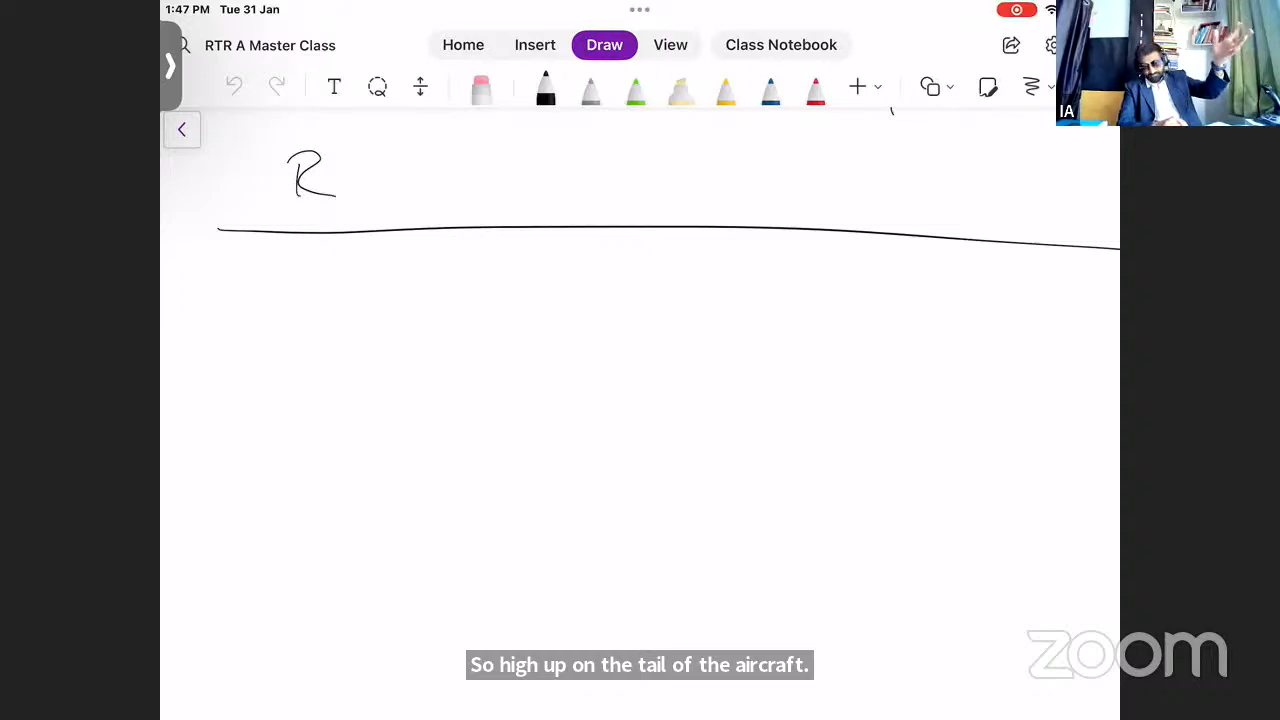 1:47 PM Tue 31 Jan
RTR A Master Class
Home Insert Draw View Class Notebook
T
IA
R
So high up on the tail of the aircraft.
zoom